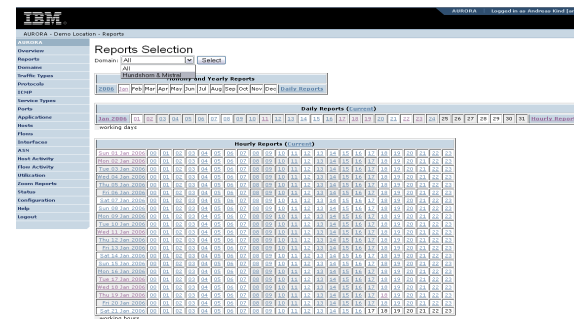 IBM
AURORA Logged in as Andreas Kind
AURORA - Demo Location - Reports
AURORA
Overview
Reports
Domains
Traffic Types
Protocols
ICMP
Service Types
Ports
Applications
Hosts
Flows
Interfaces
ASN
Host Activity
Flow Activity
Utilization
Zoom Reports
Status
Configuration
Help
Logout
Reports Selection
Domain: All Select
All
Hundshorn & Mistral
Monthly and Yearly Reports
2006 Jan Feb Mar Apr May Jun Jul Aug Sep Oct Nov Dec Daily Reports
Daily Reports (Current)
Jan 2006 01 02 03 04 05 06 07 08 09 10 11 12 13 14 15 16 17 18 19 20 21 22 23 24 25 26 27 28 29 30 31 Hourly Repor
working days
Hourly Reports (Current)
Sun 01 Jan 2006 00 01 02 03 04 05 06 07 08 09 10 11 12 13 14 15 16 17 18 19 20 21 22 23
Mon 02 Jan 2006 00 01 02 03 04 05 06 07 08 09 10 11 12 13 14 15 16 17 18 19 20 21 22 23
Tue 03 Jan 2006 00 01 02 03 04 05 06 07 08 09 10 11 12 13 14 15 16 17 18 19 20 21 22 23
Wed 04 Jan 2006 00 01 02 03 04 05 06 07 08 09 10 11 12 13 14 15 16 17 18 19 20 21 22 23
Thu 05 Jan 2006 00 01 02 03 04 05 06 07 08 09 10 11 12 13 14 15 16 17 18 19 20 21 22 23
Fri 06 Jan 2006 00 01 02 03 04 05 06 07 08 09 10 11 12 13 14 15 16 17 18 19 20 21 22 23
Sat 07 Jan 2006 00 01 02 03 04 05 06 07 08 09 10 11 12 13 14 15 16 17 18 19 20 21 22 23
Sun 08 Jan 2006 00 01 02 03 04 05 06 07 08 09 10 11 12 13 14 15 16 17 18 19 20 21 22 23
Mon 09 Jan 2006 00 01 02 03 04 05 06 07 08 09 10 11 12 13 14 15 16 17 18 19 20 21 22 23
Tue 10 Jan 2006 00 01 02 03 04 05 06 07 08 09 10 11 12 13 14 15 16 17 18 19 20 21 22 23
Wed 11 Jan 2006 00 01 02 03 04 05 06 07 08 09 10 11 12 13 14 15 16 17 18 19 20 21 22 23
Thu 12 Jan 2006 00 01 02 03 04 05 06 07 08 09 10 11 12 13 14 15 16 17 18 19 20 21 22 23
Fri 13 Jan 2006 00 01 02 03 04 05 06 07 08 09 10 11 12 13 14 15 16 17 18 19 20 21 22 23
Sat 14 Jan 2006 00 01 02 03 04 05 06 07 08 09 10 11 12 13 14 15 16 17 18 19 20 21 22 23
Sun 15 Jan 2006 00 01 02 03 04 05 06 07 08 09 10 11 12 13 14 15 16 17 18 19 20 21 22 23
Mon 16 Jan 2006 00 01 02 03 04 05 06 07 08 09 10 11 12 13 14 15 16 17 18 19 20 21 22 23
Tue 17 Jan 2006 00 01 02 03 04 05 06 07 08 09 10 11 12 13 14 15 16 17 18 19 20 21 22 23
Wed 18 Jan 2006 00 01 02 03 04 05 06 07 08 09 10 11 12 13 14 15 16 17 18 19 20 21 22 23
Thu 19 Jan 2006 00 01 02 03 04 05 06 07 08 09 10 11 12 13 14 15 16 17 18 19 20 21 22 23
Fri 20 Jan 2006 00 01 02 03 04 05 06 07 08 09 10 11 12 13 14 15 16 17 18 19 20 21 22 23
Sat 21 Jan 2006 00 01 02 03 04 05 06 07 08 09 10 11 12 13 14 15 16 17 18 19 20 21 22 23
working hours